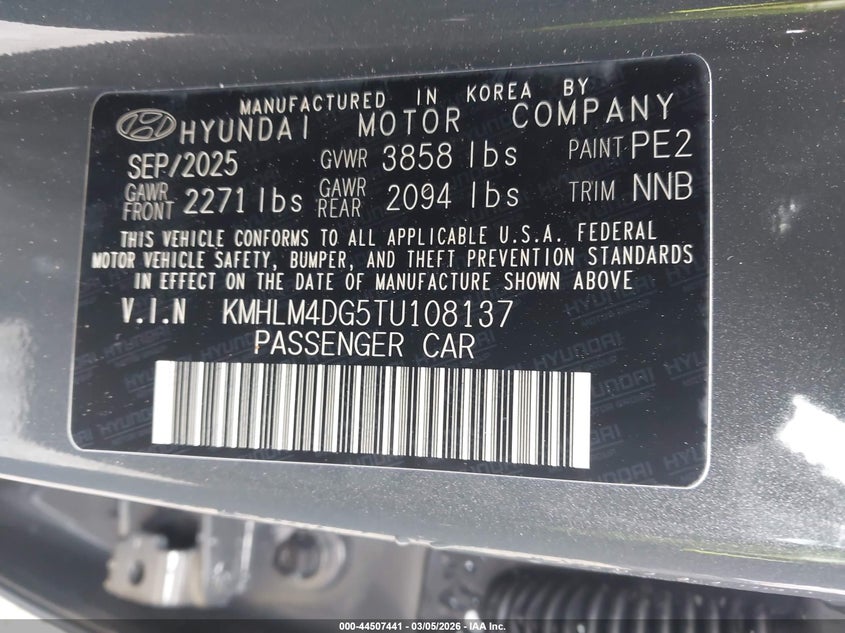 MANUFACTURED IN KOREA BY
HYUNDAI MOTOR COMPANY
SEP/2025 GVWR 3858 lbs PAINT PE2
GAWR FRONT 2271 lbs GAWR REAR 2094 lbs TRIM NNB
THIS VEHICLE CONFORMS TO ALL APPLICABLE U.S.A. FEDERAL
MOTOR VEHICLE SAFETY, BUMPER, AND THEFT PREVENTION STANDARDS
IN EFFECT ON THE DATE OF MANUFACTURE SHOWN ABOVE
V.I.N KMHLM4DG5TU108137
PASSENGER CAR
000-44507441 - 03/05/2026 - IAA Inc.